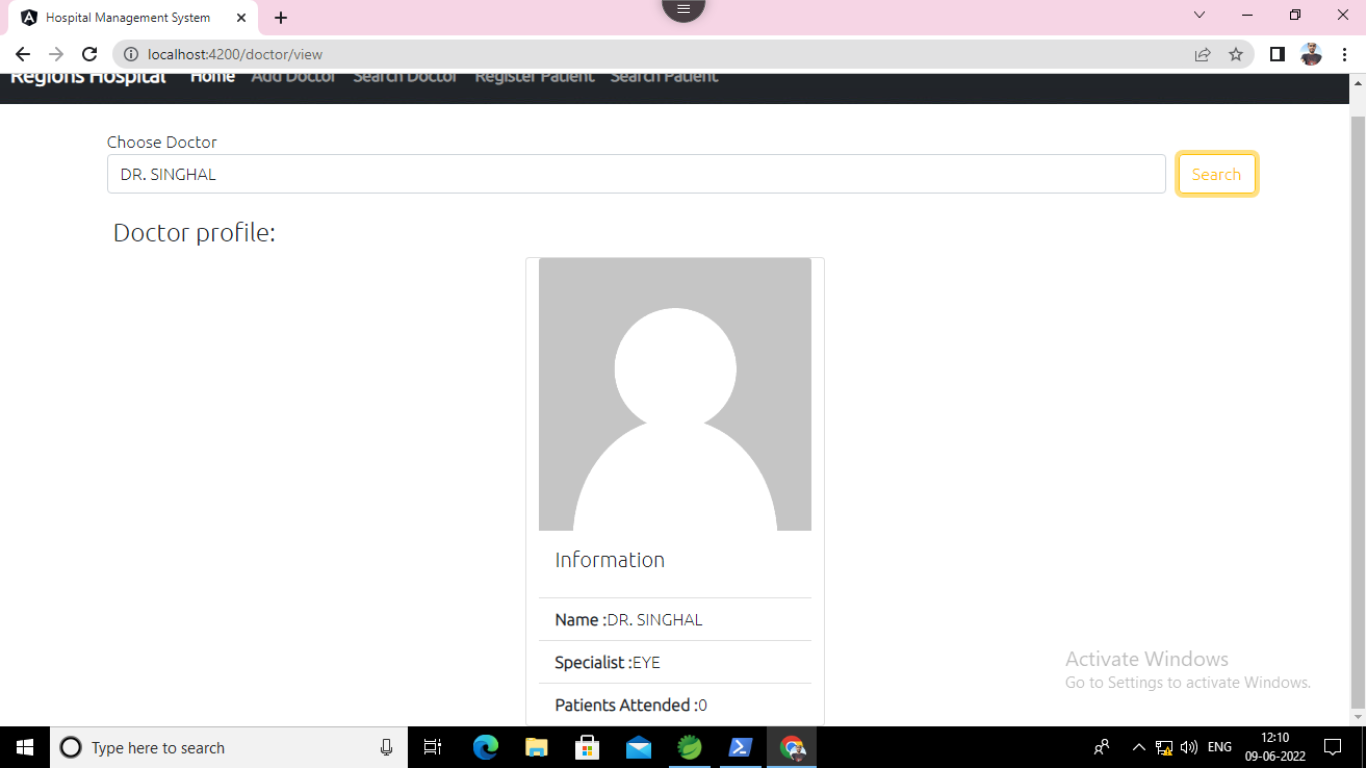 Hospital Management System
localhost:4200/doctor/view
Regions Hospital Home Add Doctor Search Doctor Register Patient Search Patient
Choose Doctor
DR. SINGHAL
Search
Doctor profile:
Information
Name :DR. SINGHAL
Specialist :EYE
Patients Attended :0
Activate Windows
Go to Settings to activate Windows.
Type here to search
ENG
12:10
09-06-2022